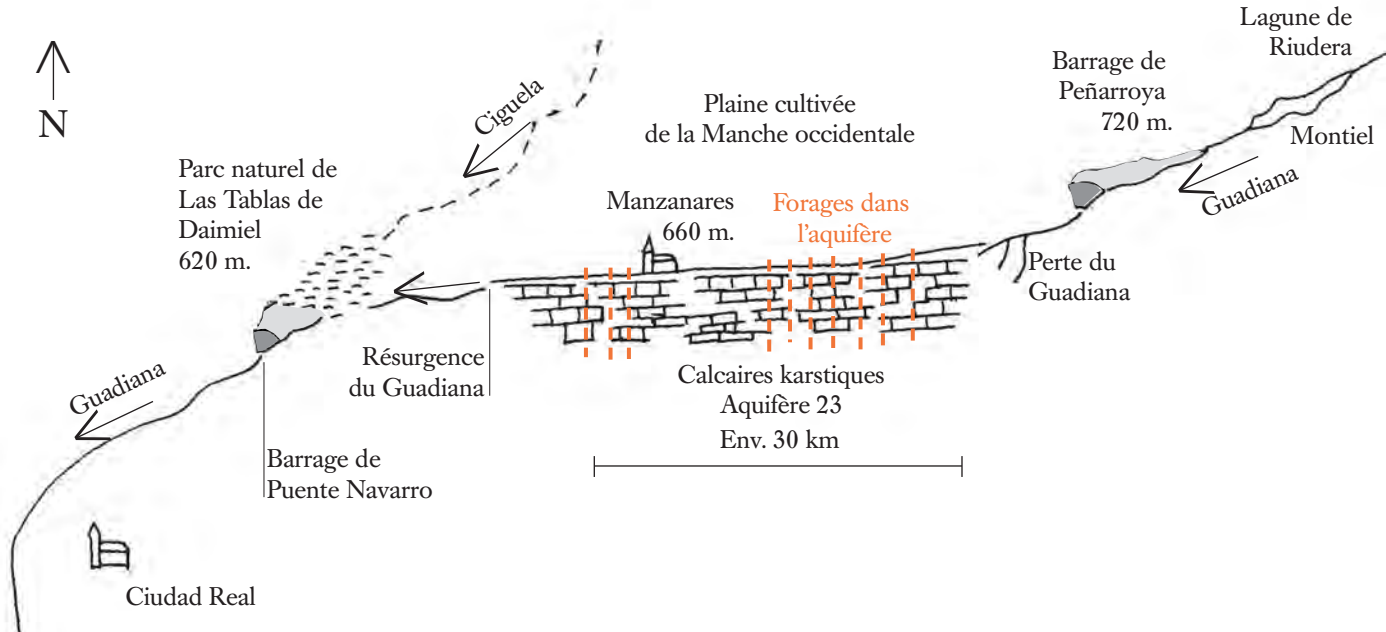 N
Ciguela
Plaine cultivée
de la Manche occidentale
Lagune de
Riudera
Barrage de
Peñarroya
720 m.
Montiel
Guadiana
Parc naturel de
Las Tablas de
Daimiel
620 m.
Manzanares
660 m.
Forages dans
l’aquifère
Perte du
Guadiana
Résurgence
du Guadiana
Calcaires karstiques
Aquifère 23
Env. 30 km
Guadiana
Barrage de
Puente Navarro
Ciudad Real